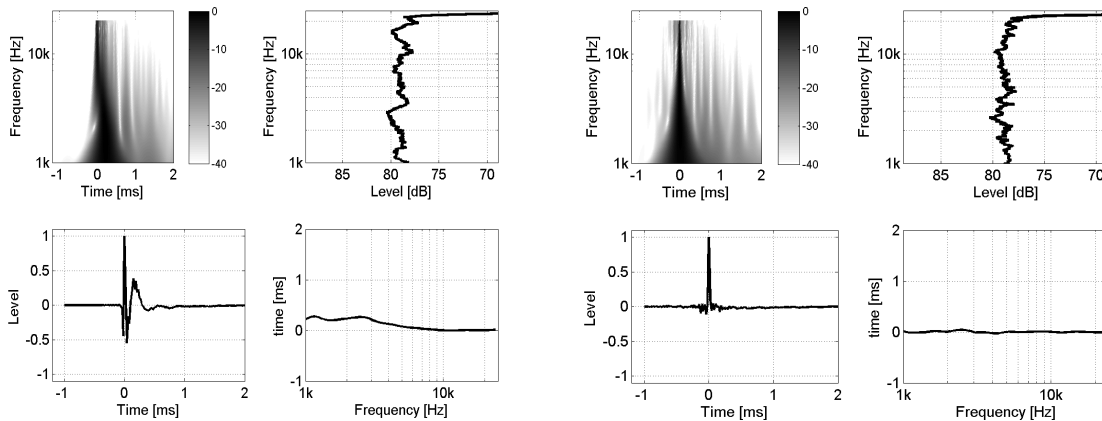 Frequency [Hz]
10k
1k
-1 0 1 2
Time [ms]
0
-10
-20
-30
-40
Frequency [Hz]
10k
1k
85 80 75 70
Level [dB]
Frequency [Hz]
10k
1k
-1 0 1 2
Time [ms]
0
-10
-20
-30
-40
Frequency [Hz]
10k
1k
85 80 75 70
Level [dB]
Level
1
0.5
0
-0.5
-1
-1 0 1 2
Time [ms]
time [ms]
2
1
0
-1
1k 10k
Frequency [Hz]
Level
1
0.5
0
-0.5
-1
-1 0 1 2
Time [ms]
time [ms]
2
1
0
-1
1k 10k
Frequency [Hz]